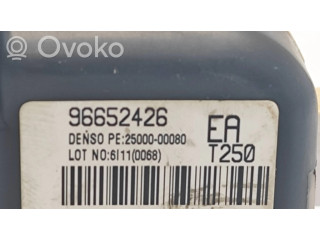 Ovoko
96652426
EA
DENSO PE:25000-00080
LOT NO:6I11(0068)
T250